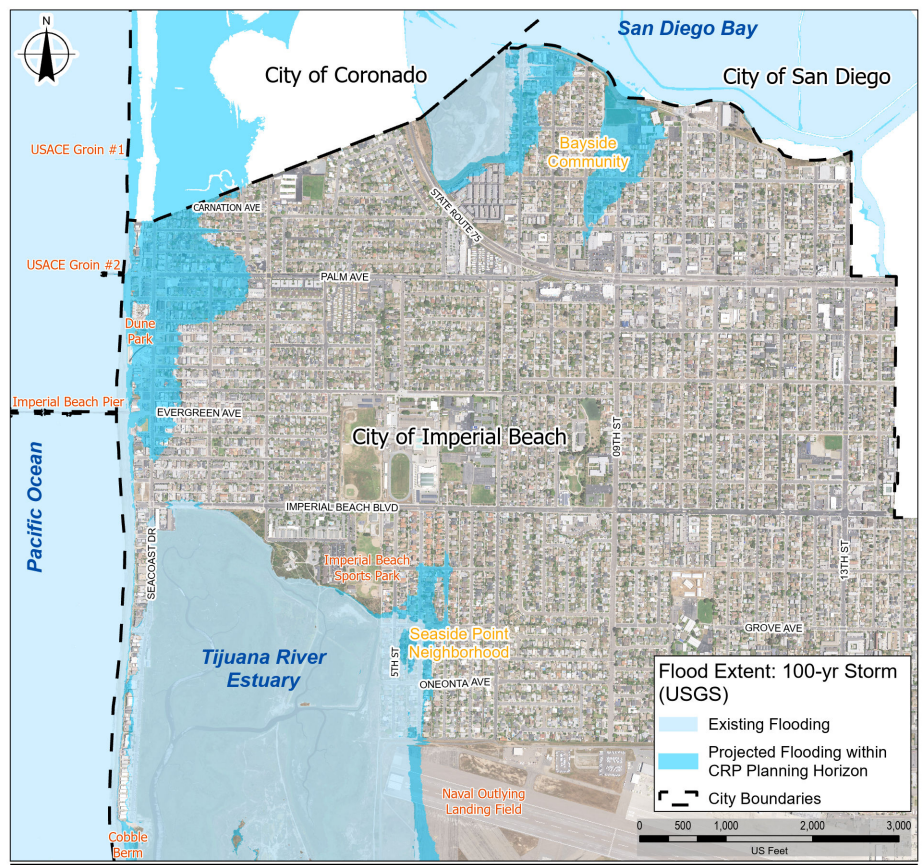 N
San Diego Bay
City of Coronado
City of San Diego
USACE Groin #1
Bayside
Community
CARNATION AVE
STATE ROUTE 75
USACE Groin #2
PALM AVE
Dune
Park
Imperial Beach Pier
EVERGREEN AVE
City of Imperial Beach
09TH ST
Pacific Ocean
IMPERIAL BEACH BLVD
SEACOAST DR
13TH ST
Imperial Beach
Sports Park
GROVE AVE
Seaside Point
Neighborhood
5TH ST
Tijuana River
Estuary
ONEONTA AVE
Flood Extent: 100-yr Storm
(USGS)
Existing Flooding
Projected Flooding within
CRP Planning Horizon
City Boundaries
Naval Outlying
Landing Field
Cobble
Berm
0 500 1,000 2,000 3,000
US Feet